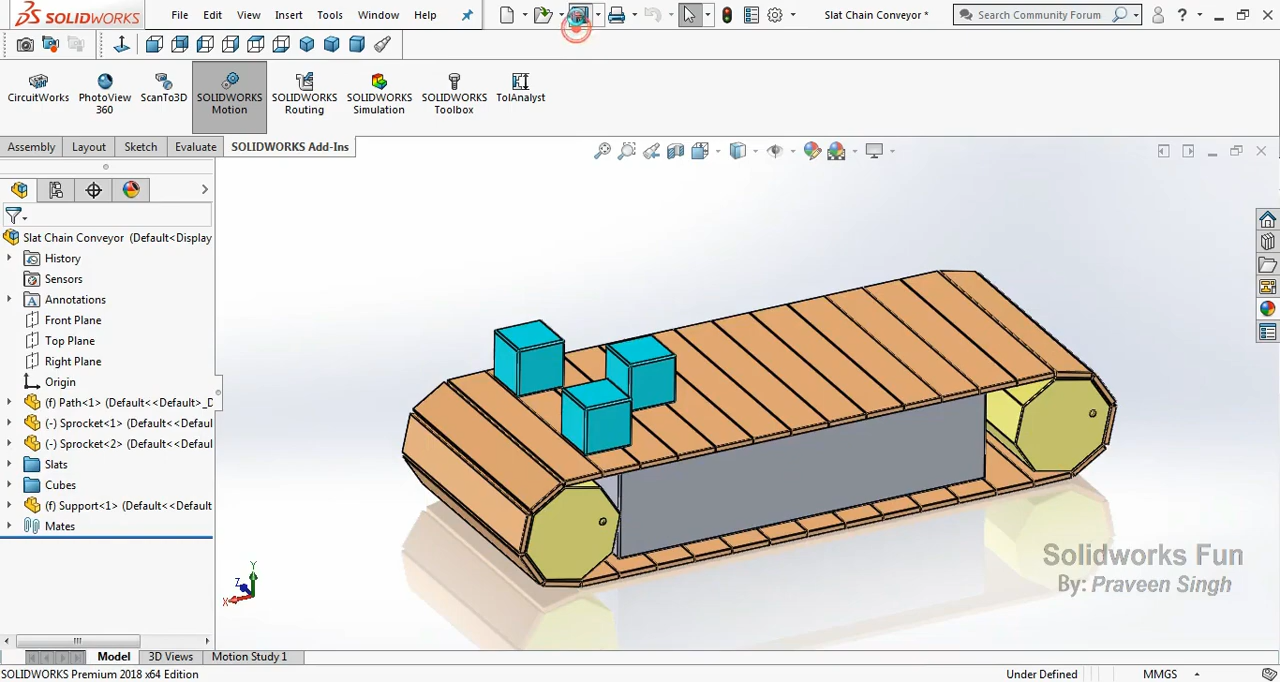 SOLIDWORKS File Edit View Insert Tools Window Help Slat Chain Conveyor * Search Community Forum ?
CircuitWorks
PhotoView 360
ScanTo3D
SOLIDWORKS Motion
SOLIDWORKS Routing
SOLIDWORKS Simulation
SOLIDWORKS Toolbox
TolAnalyst
Assembly Layout Sketch Evaluate SOLIDWORKS Add-Ins
Slat Chain Conveyor (Default<Display
History
Sensors
Annotations
Front Plane
Top Plane
Right Plane
Origin
(f) Path<1> (Default<<Default>_D
(-) Sprocket<1> (Default<<Defaul
(-) Sprocket<2> (Default<<Defaul
Slats
Cubes
(f) Support<1> (Default<<Default
Mates
Y
Z
X
Solidworks Fun
By: Praveen Singh
Model 3D Views Motion Study 1
SOLIDWORKS Premium 2018 x64 Edition Under Defined MMGS